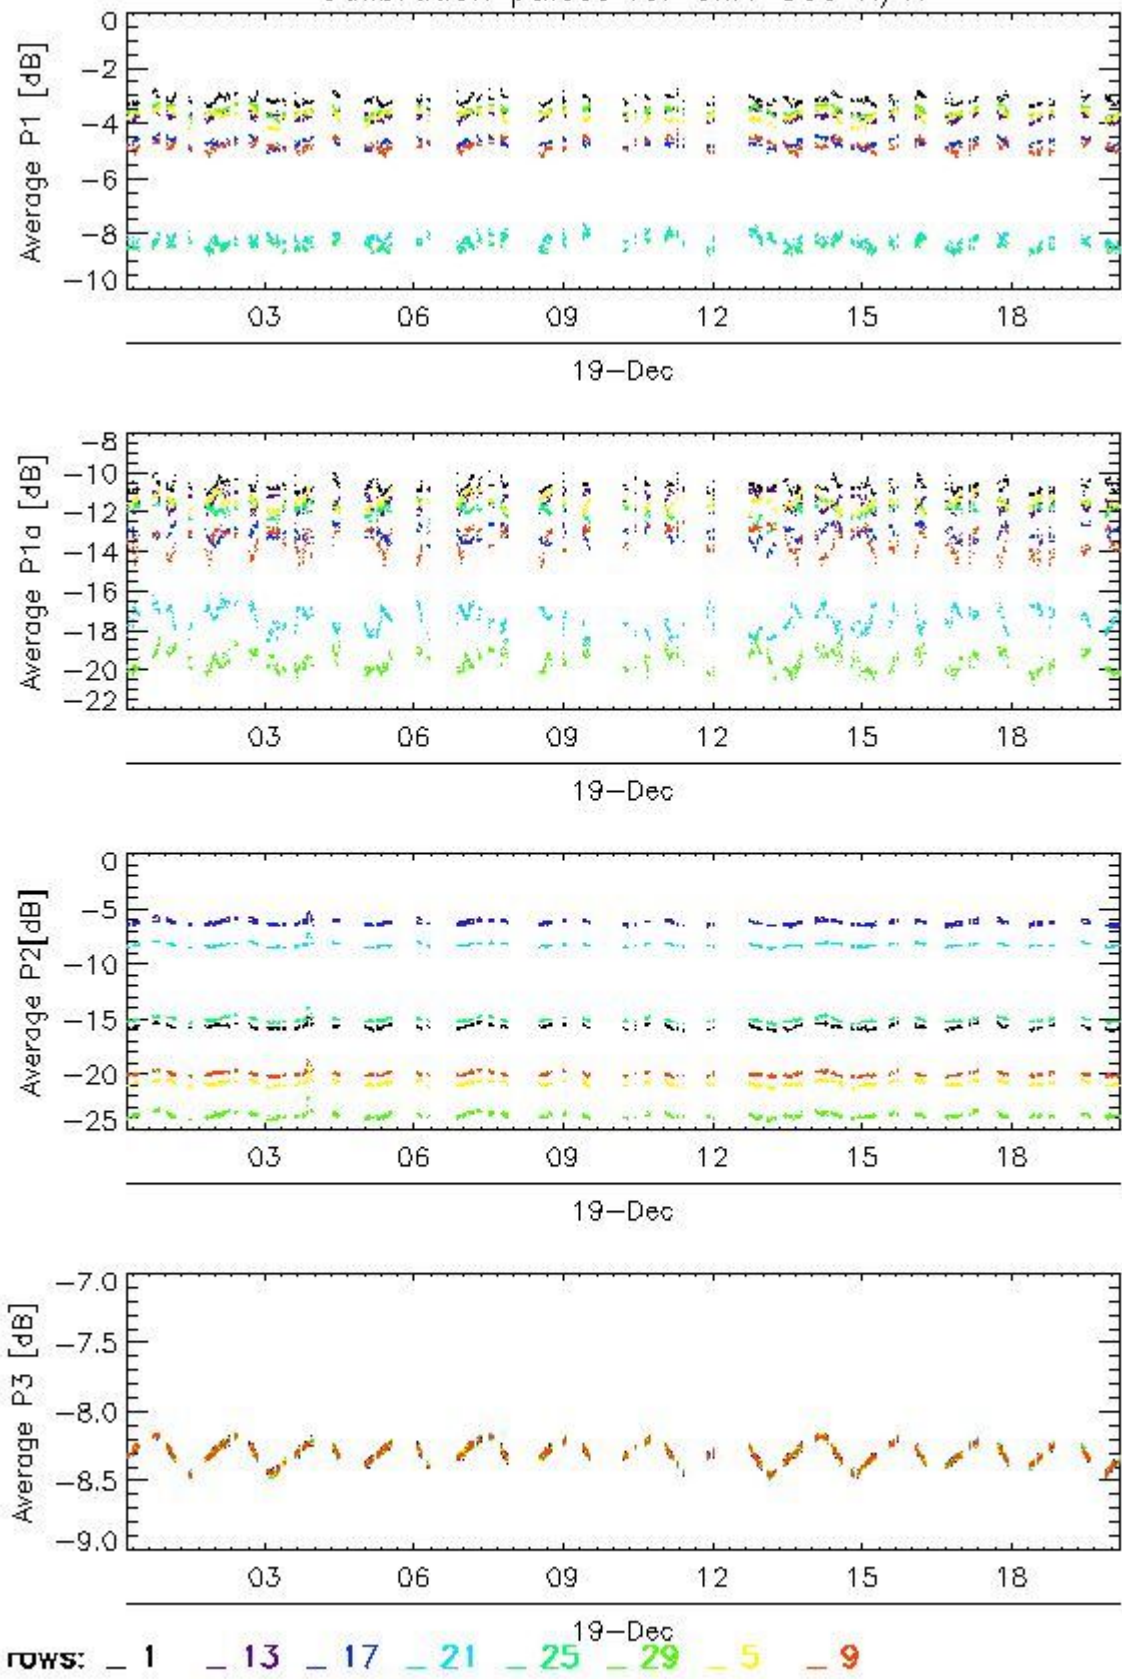 0
−2
−4
−6
−8
−10
Average P1 [dB]
03 06 09 12 15 18
19−Dec
−8
−10
−12
−14
−16
−18
−20
−22
Average P1a [dB]
03 06 09 12 15 18
19−Dec
0
−5
−10
−15
−20
−25
Average P2[dB]
03 06 09 12 15 18
19−Dec
−7.0
−7.5
−8.0
−8.5
−9.0
Average P3 [dB]
03 06 09 12 15 18
19−Dec
rows: _ 1 _ 13 _ 17 _ 21 _ 25 _ 29 _ 5 _ 9